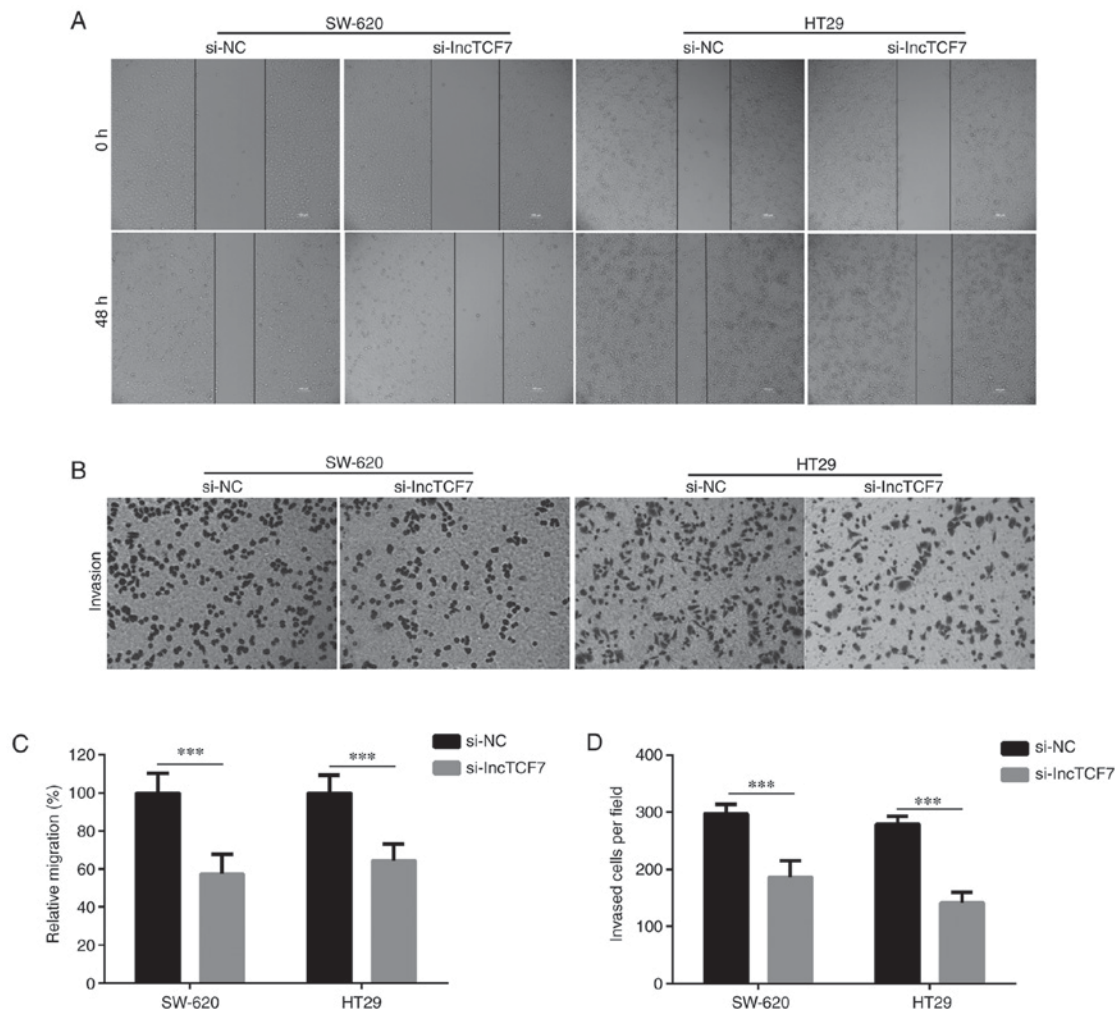 A
SW-620
HT29
si-NC
si-lncTCF7
si-NC
si-lncTCF7
0 h
48 h
B
SW-620
HT29
si-NC
si-lncTCF7
si-NC
si-lncTCF7
Invasion
C
si-NC
si-lncTCF7
Relative migration (%)
120
100
80
60
40
20
0
***
***
SW-620
HT29
D
si-NC
si-lncTCF7
Invased cells per field
400
300
200
100
0
***
***
SW-620
HT29